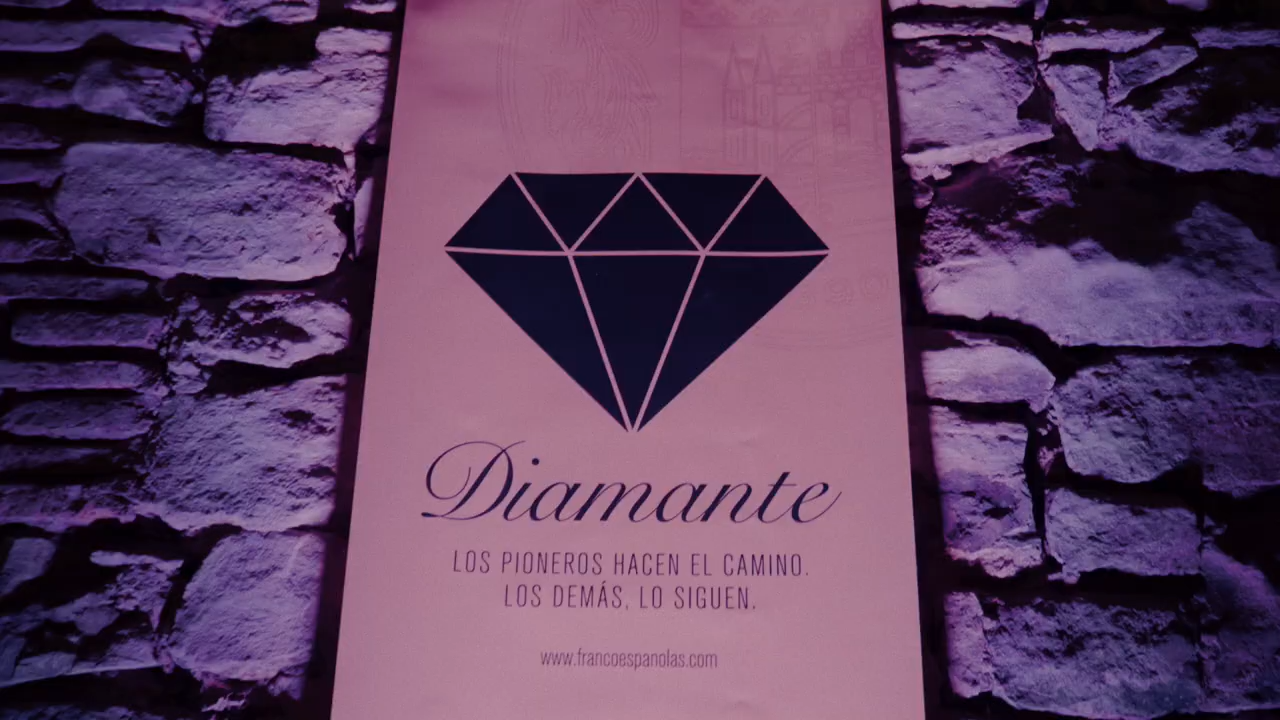 Diamante
LOS PIONEROS HACEN EL CAMINO.
LOS DEMÁS, LO SIGUEN.
www.francoespanolas.com